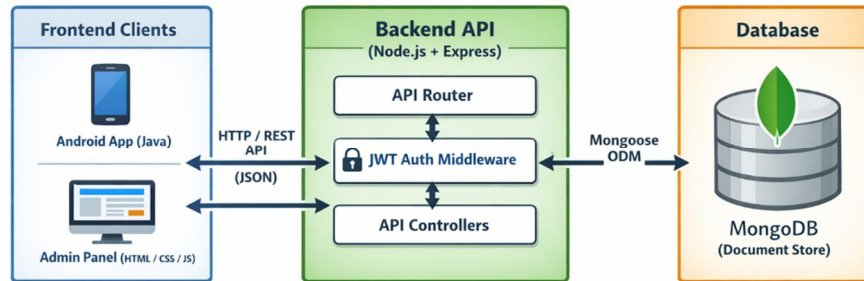 Frontend Clients
Android App (Java)
Admin Panel (HTML / CSS / JS)
HTTP / REST
API
(JSON)
Backend API
(Node.js + Express)
API Router
JWT Auth Middleware
API Controllers
Mongoose
ODM
Database
MongoDB
(Document Store)